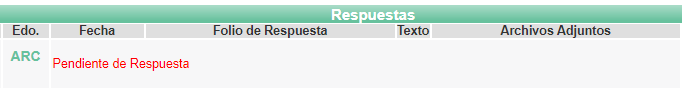 Respuestas
Edo. Fecha Folio de Respuesta Texto Archivos Adjuntos
ARC
Pendiente de Respuesta